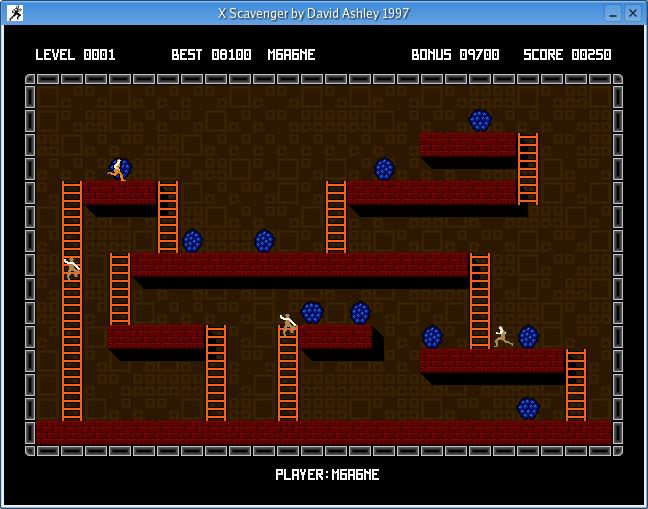 X Scavenger by David Ashley 1997
LEVEL 0001 BEST 08100 MGAGNE BONUS 09700 SCORE 00250
PLAYER:MGAGNE